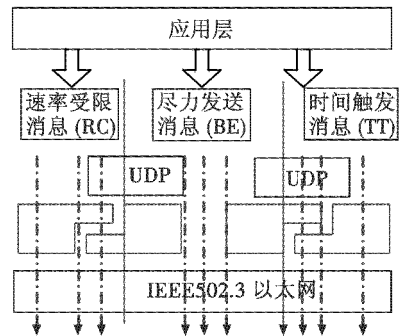 应用层
速率受限
消息 (RC)
尽力发送
消息 (BE)
时间触发
消息 (TT)
UDP
UDP
IEEE502.3 以太网